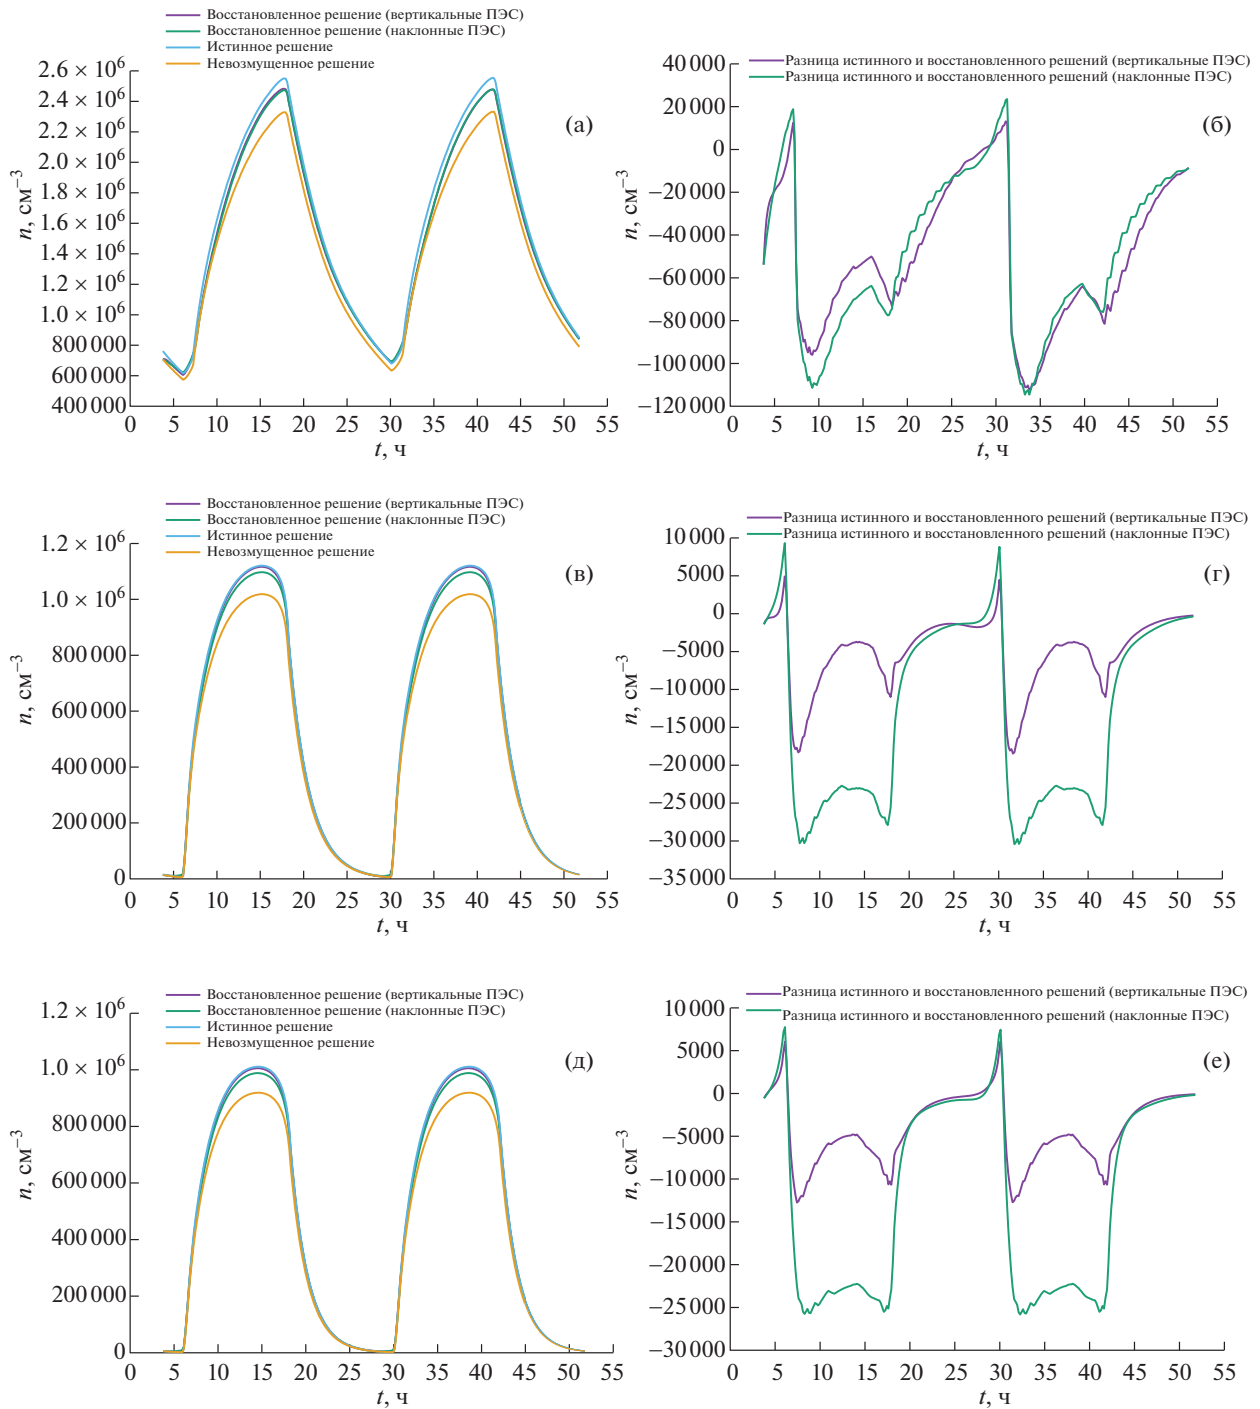 Восстановленное решение (вертикальные ПЭС)
Восстановленное решение (наклонные ПЭС)
Истинное решение
Невозмущенное решение
2.6 × 10⁶
2.4 × 10⁶
2.2 × 10⁶
2.0 × 10⁶
1.8 × 10⁶
1.6 × 10⁶
1.4 × 10⁶
1.2 × 10⁶
1.0 × 10⁶
800 000
600 000
400 000
n, см⁻³
(а)
0 5 10 15 20 25 30 35 40 45 50 55
t, ч
Разница истинного и восстановленного решений (вертикальные ПЭС)
Разница истинного и восстановленного решений (наклонные ПЭС)
40 000
20 000
0
−20 000
−40 000
−60 000
−80 000
−100 000
−120 000
n, см⁻³
(б)
0 5 10 15 20 25 30 35 40 45 50 55
t, ч
Восстановленное решение (вертикальные ПЭС)
Восстановленное решение (наклонные ПЭС)
Истинное решение
Невозмущенное решение
1.2 × 10⁶
1.0 × 10⁶
800 000
600 000
400 000
200 000
0
n, см⁻³
(в)
0 5 10 15 20 25 30 35 40 45 50 55
t, ч
Разница истинного и восстановленного решений (вертикальные ПЭС)
Разница истинного и восстановленного решений (наклонные ПЭС)
10 000
5000
0
−5000
−10 000
−15 000
−20 000
−25 000
−30 000
−35 000
n, см⁻³
(г)
0 5 10 15 20 25 30 35 40 45 50 55
t, ч
Восстановленное решение (вертикальные ПЭС)
Восстановленное решение (наклонные ПЭС)
Истинное решение
Невозмущенное решение
1.2 × 10⁶
1.0 × 10⁶
800 000
600 000
400 000
200 000
0
n, см⁻³
(д)
0 5 10 15 20 25 30 35 40 45 50 55
t, ч
Разница истинного и восстановленного решений (вертикальные ПЭС)
Разница истинного и восстановленного решений (наклонные ПЭС)
10 000
5000
0
−5000
−10 000
−15 000
−20 000
−25 000
−30 000
n, см⁻³
(е)
0 5 10 15 20 25 30 35 40 45 50 55
t, ч